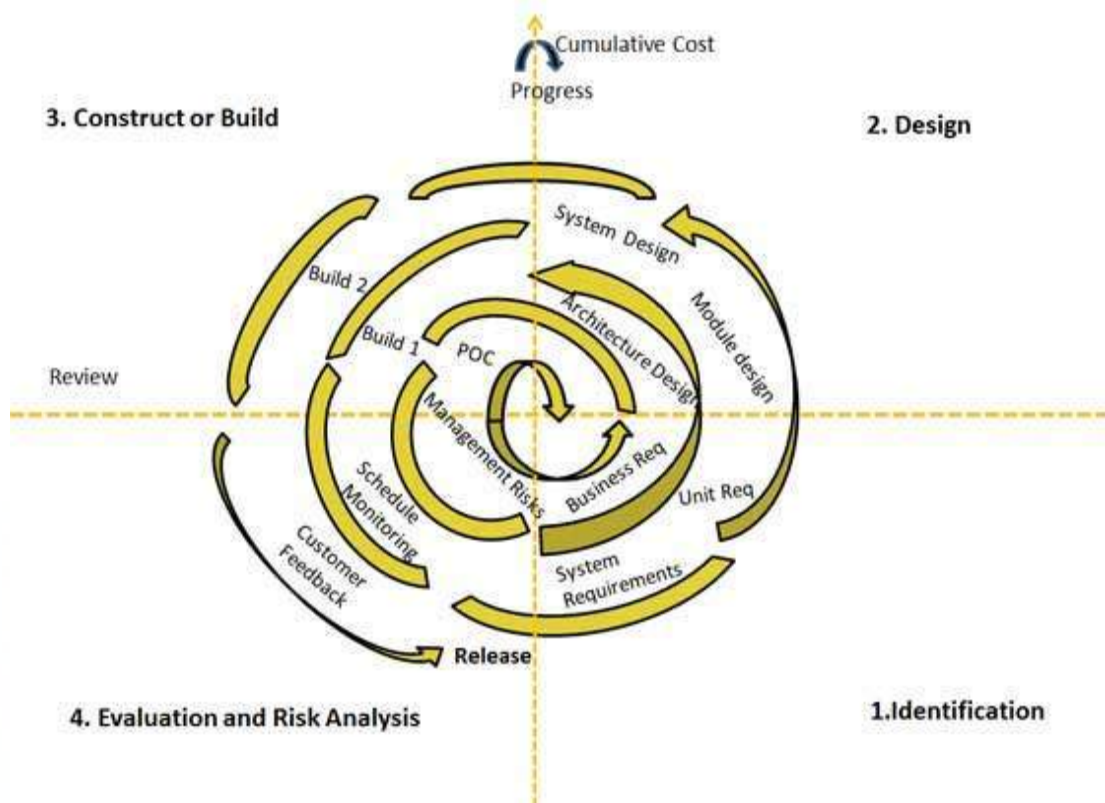 Cumulative Cost
Progress
3. Construct or Build
2. Design
System Design
Build 2
Module design
Architecture Design
Build 1
POC
Review
Management Risks
Business Req
Schedule
Monitoring
Unit Req
Customer
Feedback
System
Requirements
Release
4. Evaluation and Risk Analysis
1.Identification